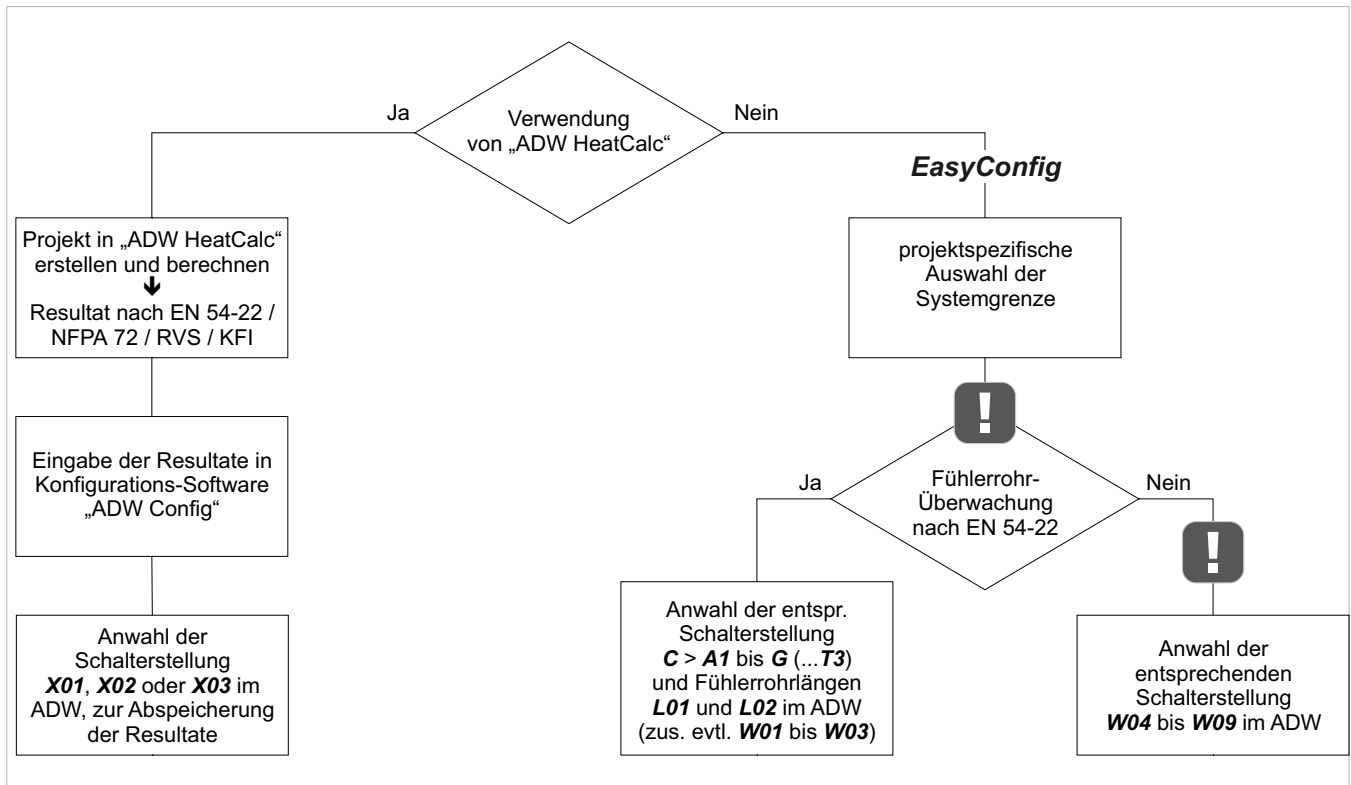 Verwendung
von „ADW HeatCalc“
Ja
Nein
EasyConfig
Projekt in „ADW HeatCalc“
erstellen und berechnen
🡫
Resultat nach EN 54-22 /
NFPA 72 / RVS / KFI
Eingabe der Resultate in
Konfigurations-Software
„ADW Config“
Anwahl der
Schalterstellung
X01, X02 oder X03 im
ADW, zur Abspeicherung
der Resultate
projektspezifische
Auswahl der
Systemgrenze
!
Fühlerrohr-
Überwachung
nach EN 54-22
Ja
Nein
!
Anwahl der entspr.
Schalterstellung
C > A1 bis G (...T3)
und Fühlerrohrlängen
L01 und L02 im ADW
(zus. evtl. W01 bis W03)
Anwahl der
entsprechenden
Schalterstellung
W04 bis W09 im ADW